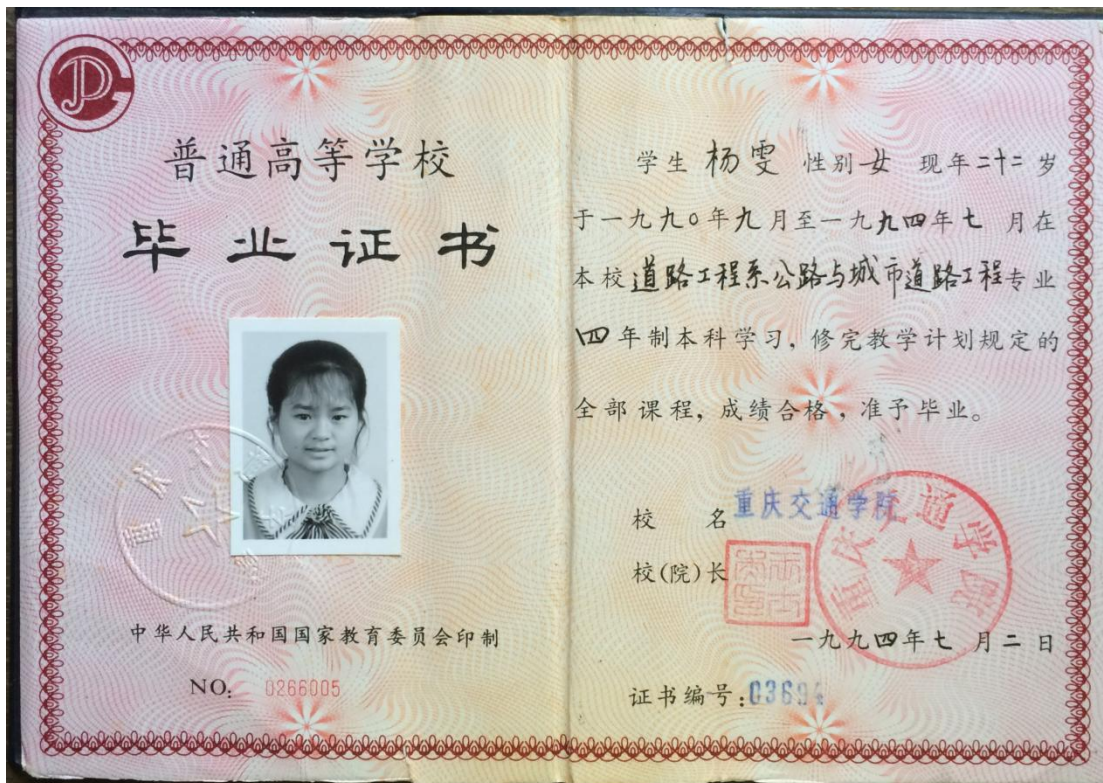 普通高等学校
毕业证书
中华人民共和国国家教育委员会印制
NO: 0266005
学生 杨雯 性别 女 现年二十二岁
于一九九〇年九月至一九九四年七 月在
本校道路工程系公路与城市道路工程专业
四年制本科学习，修完教学计划规定的
全部课程，成绩合格，准予毕业。
校 名 重庆交通学院
校(院)长
重庆交通学院
一九九四年七 月二 日
证书编号: